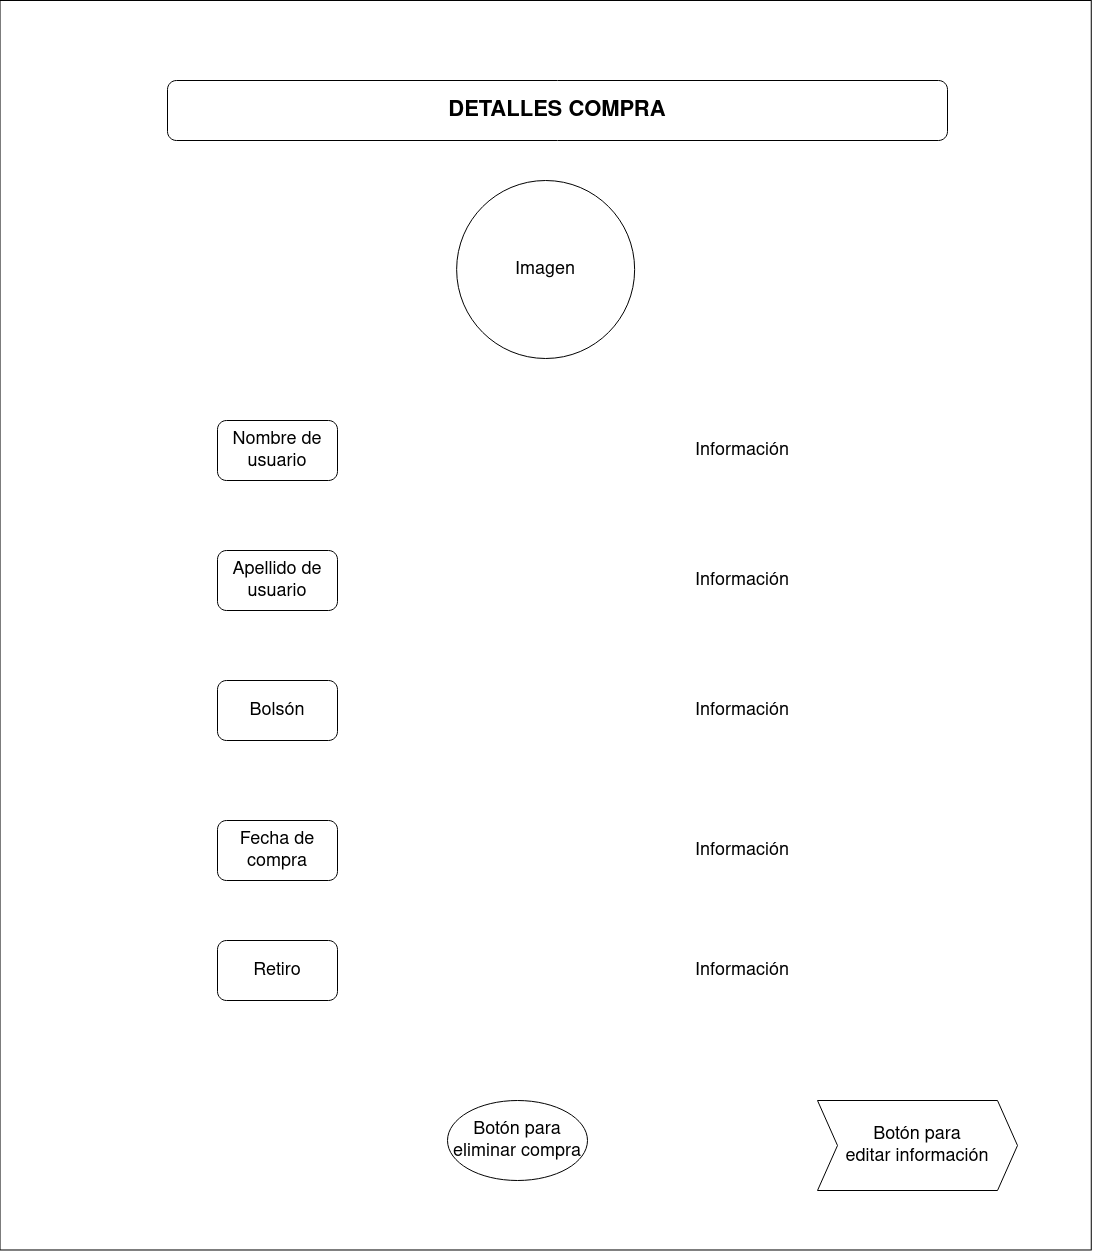 DETALLES COMPRA
Imagen
Nombre de
usuario
Información
Apellido de
usuario
Información
Bolsón
Información
Fecha de
compra
Información
Retiro
Información
Botón para
eliminar compra
Botón para
editar información